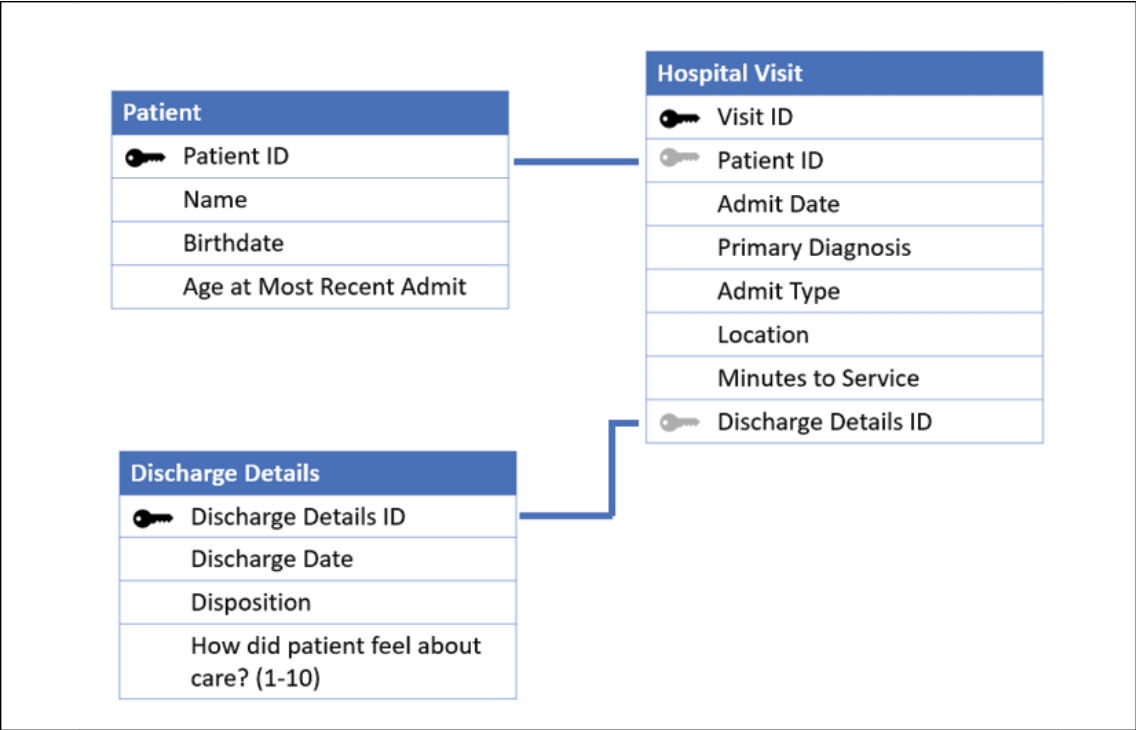 Patient
Patient ID
Name
Birthdate
Age at Most Recent Admit
Hospital Visit
Visit ID
Patient ID
Admit Date
Primary Diagnosis
Admit Type
Location
Minutes to Service
Discharge Details ID
Discharge Details
Discharge Details ID
Discharge Date
Disposition
How did patient feel about
care? (1-10)